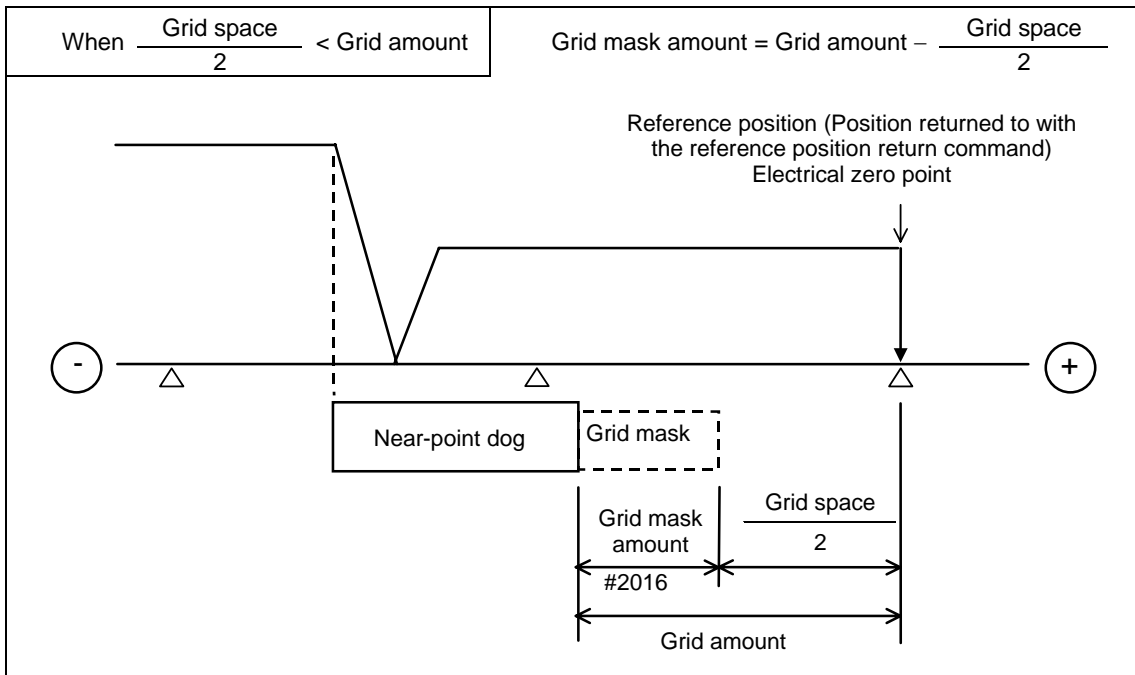 When Grid space / 2 < Grid amount
Grid mask amount = Grid amount − Grid space / 2
Reference position (Position returned to with
the reference position return command)
Electrical zero point
-
+
Near-point dog
Grid mask
Grid mask
amount
#2016
Grid space
2
Grid amount